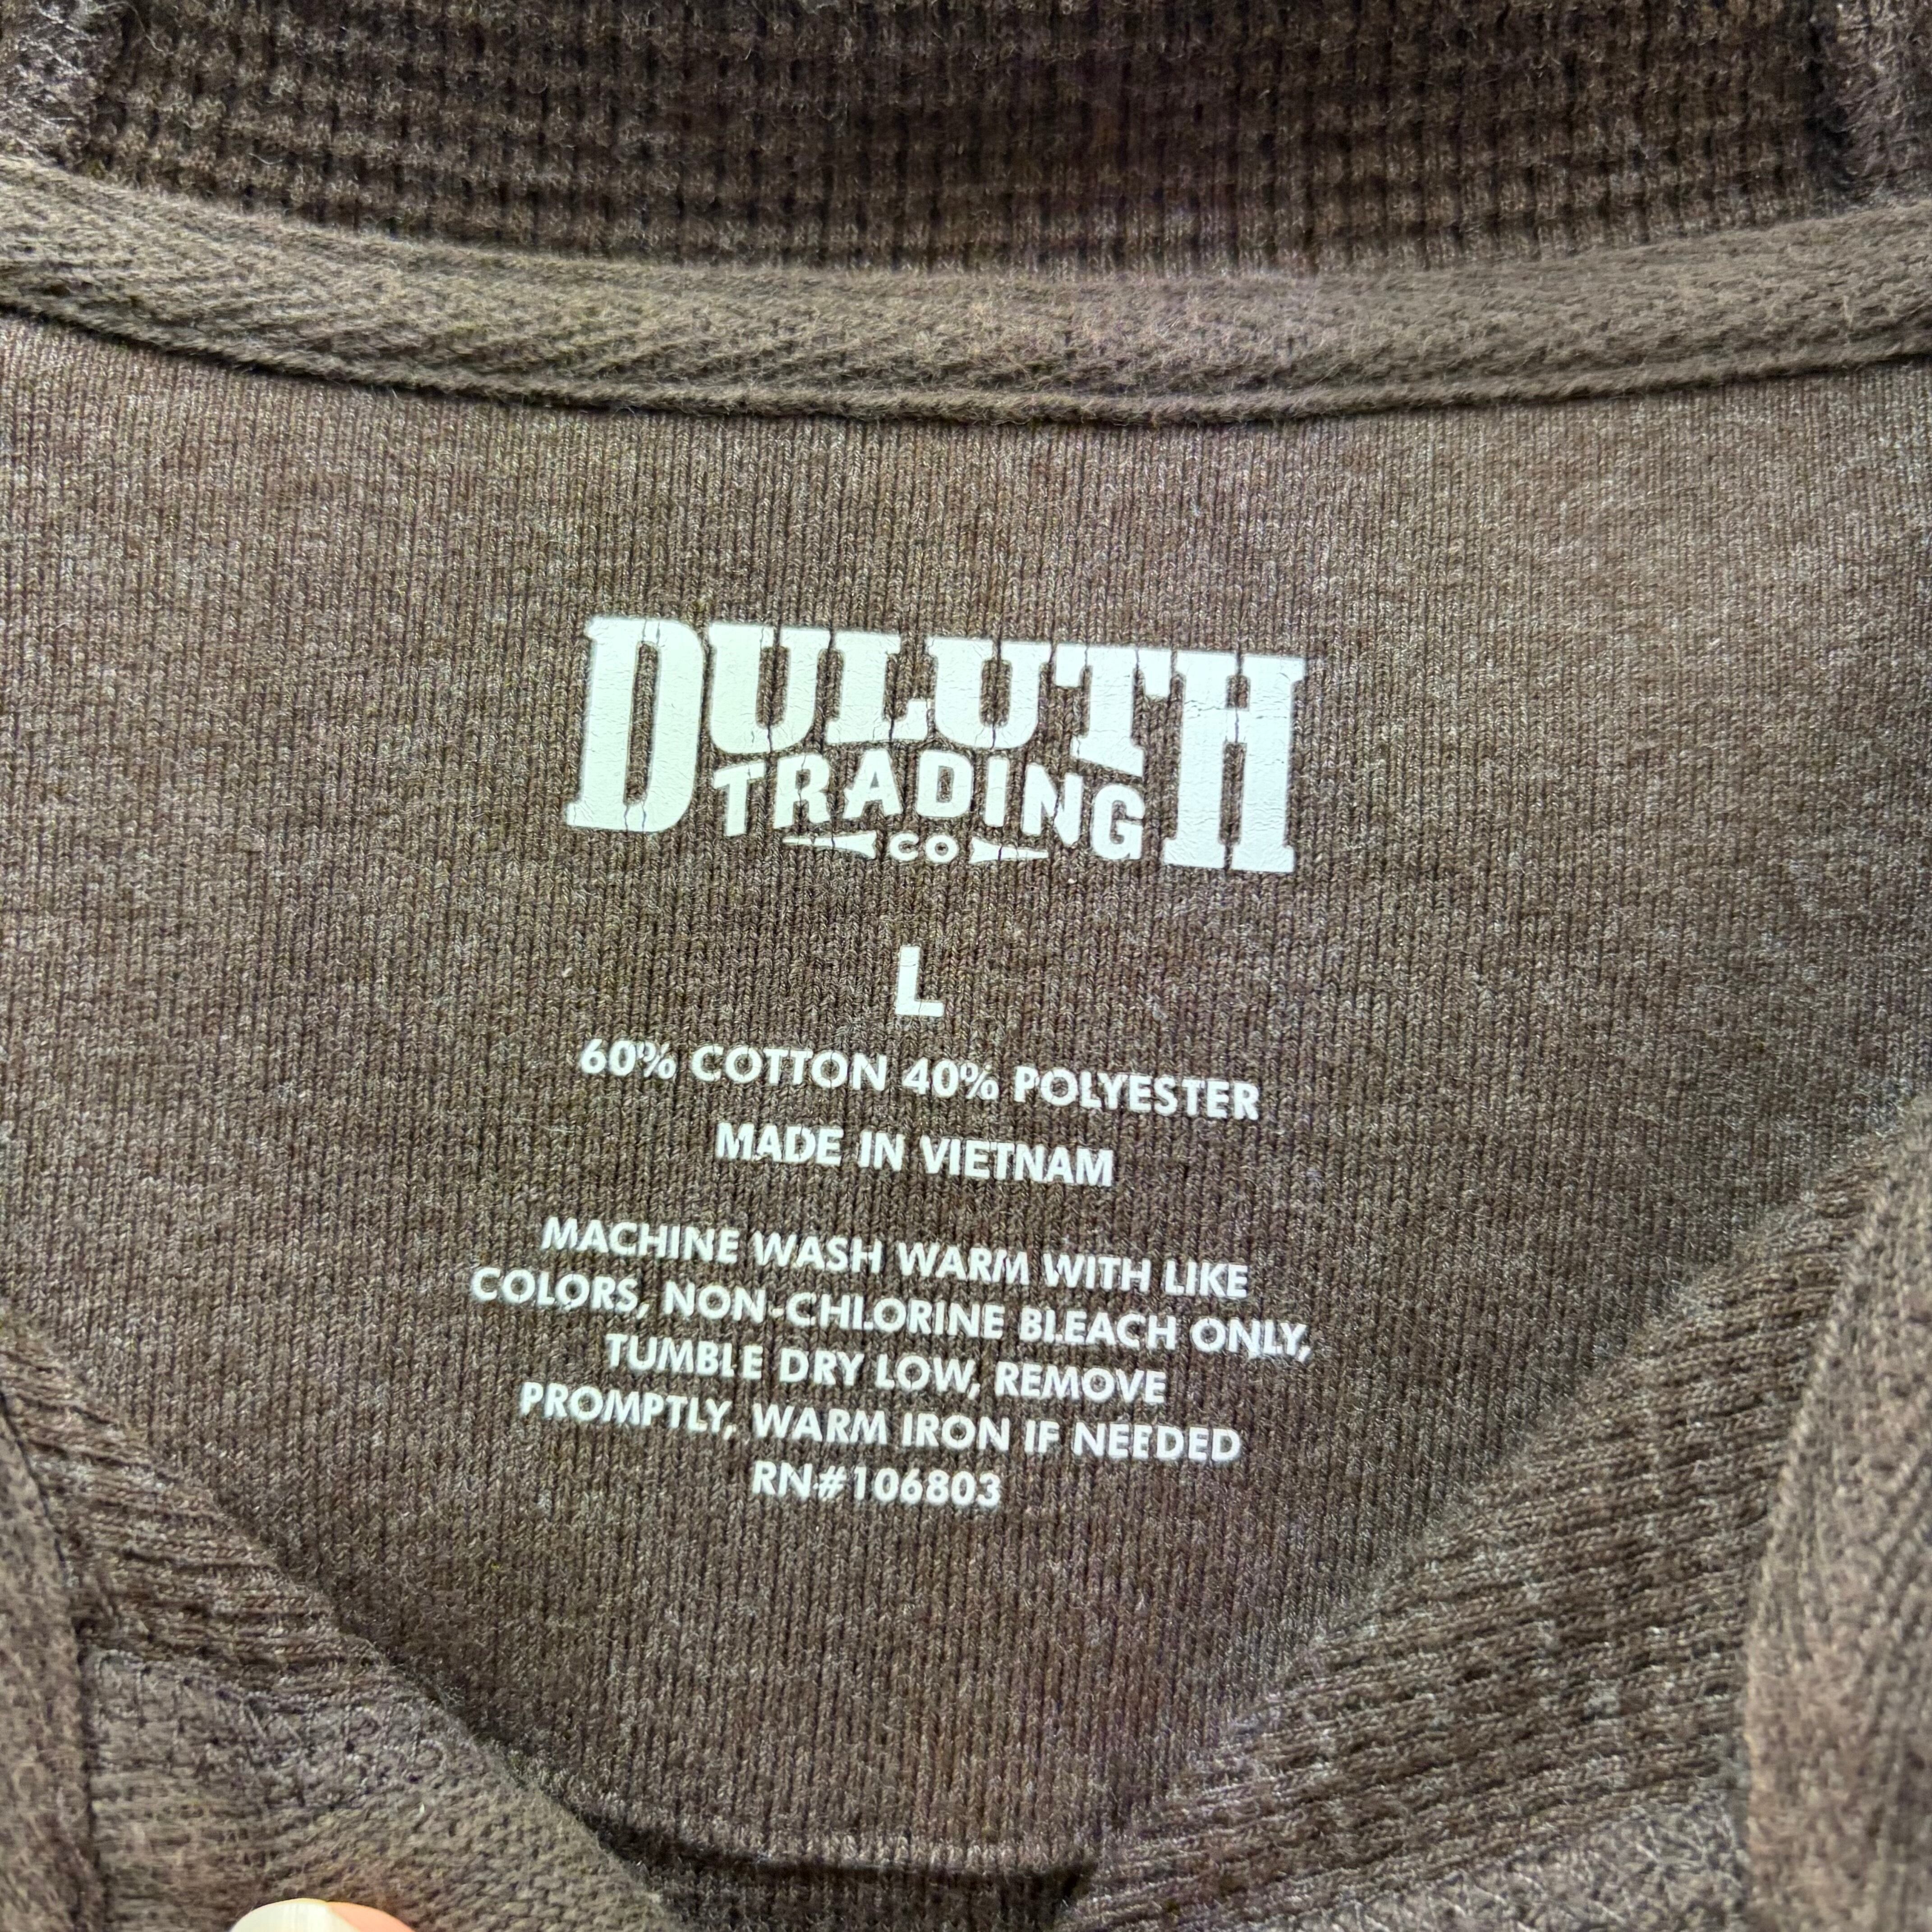 DULUTH
TRADING
CO
L
60% COTTON 40% POLYESTER
MADE IN VIETNAM
MACHINE WASH WARM WITH LIKE
COLORS, NON-CHLORINE BLEACH ONLY,
TUMBLE DRY LOW, REMOVE
PROMPTLY, WARM IRON IF NEEDED
RN#106803